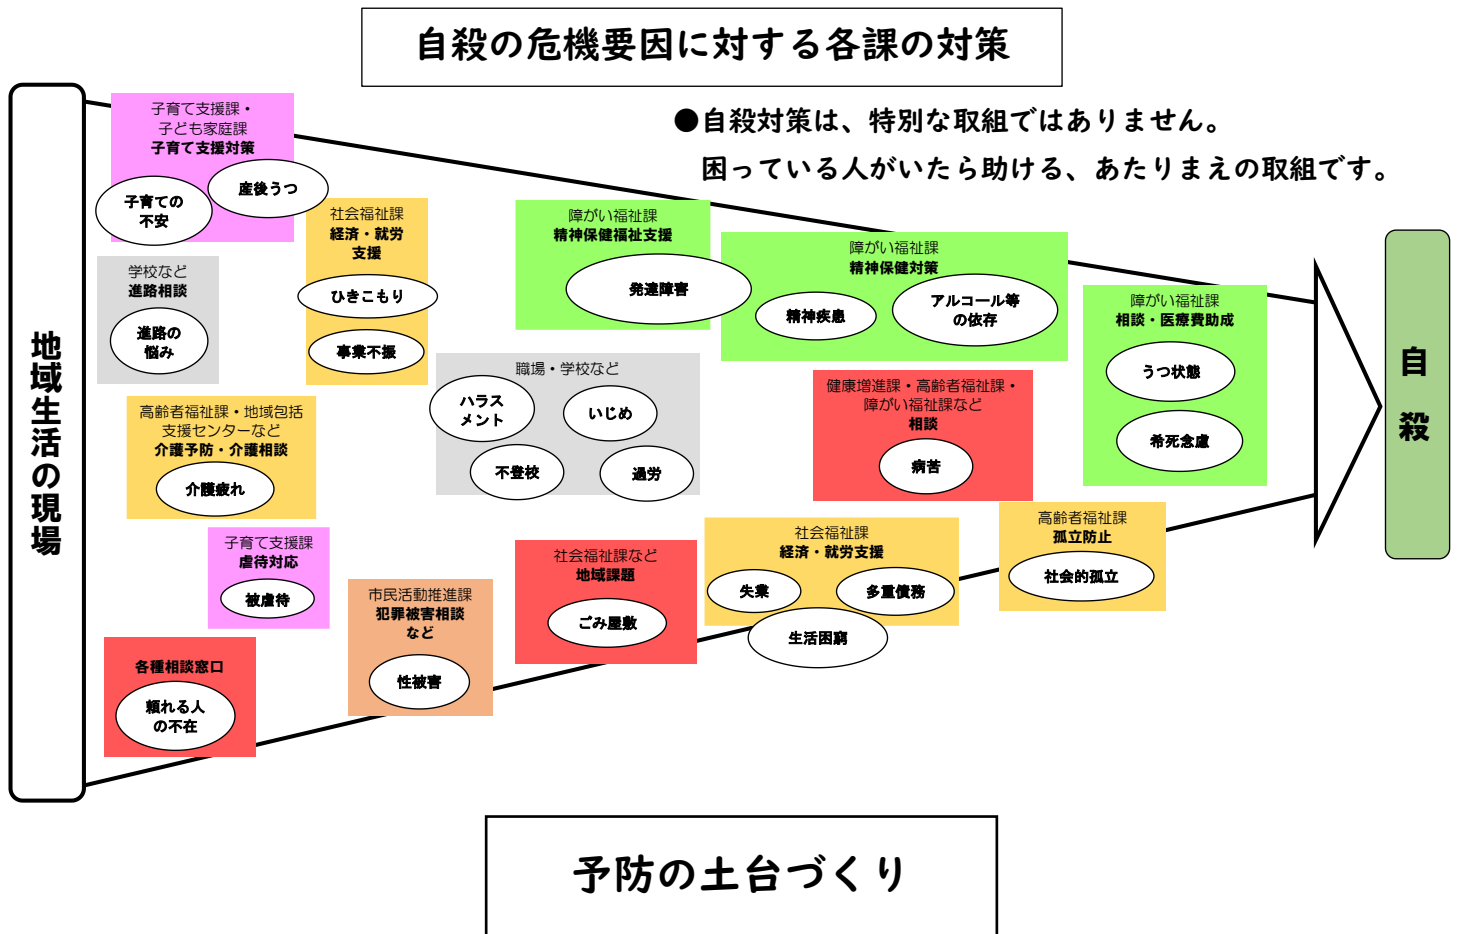 自殺の危機要因に対する各課の対策
●自殺対策は、特別な取組ではありません。
困っている人がいたら助ける、あたりまえの取組です。
地域生活の現場
子育て支援課・
子ども家庭課
子育て支援対策
子育ての
不安
産後うつ
社会福祉課
経済・就労
支援
ひきこもり
事業不振
学校など
進路相談
進路の
悩み
障がい福祉課
精神保健福祉支援
発達障害
障がい福祉課
精神保健対策
精神疾患
アルコール等
の依存
障がい福祉課
相談・医療費助成
うつ状態
希死念慮
職場・学校など
ハラス
メント
いじめ
不登校
過労
健康増進課・高齢者福祉課・
障がい福祉課など
相談
病苦
高齢者福祉課・地域包括
支援センターなど
介護予防・介護相談
介護疲れ
子育て支援課
虐待対応
被虐待
市民活動推進課
犯罪被害相談
など
性被害
社会福祉課など
地域課題
ごみ屋敷
社会福祉課
経済・就労支援
失業
多重債務
生活困窮
高齢者福祉課
孤立防止
社会的孤立
各種相談窓口
頼れる人
の不在
自殺
予防の土台づくり